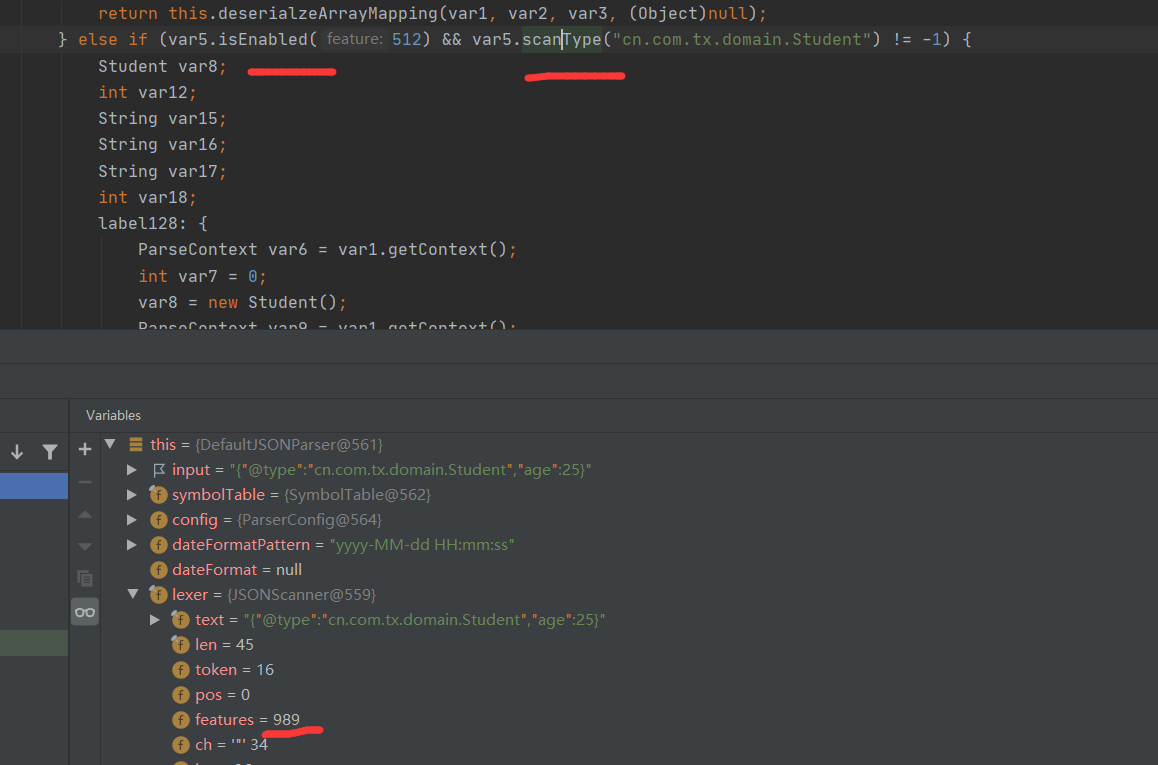 return this.deserialzeArrayMapping(var1, var2, var3, (Object)null);
} else if (var5.isEnabled( feature: 512) && var5.scanType("cn.com.tx.domain.Student") != -1) {
Student var8;
int var12;
String var15;
String var16;
String var17;
int var18;
label128: {
ParseContext var6 = var1.getContext();
int var7 = 0;
var8 = new Student();
ParseContext var9 = var1.getContext();
Variables
this = {DefaultJSONParser@561}
input = "{"@type":"cn.com.tx.domain.Student","age":25}"
symbolTable = {SymbolTable@562}
config = {ParserConfig@564}
dateFormatPattern = "yyyy-MM-dd HH:mm:ss"
dateFormat = null
lexer = {JSONScanner@559}
text = "{"@type":"cn.com.tx.domain.Student","age":25}"
len = 45
token = 16
pos = 0
features = 989
ch = '"' 34